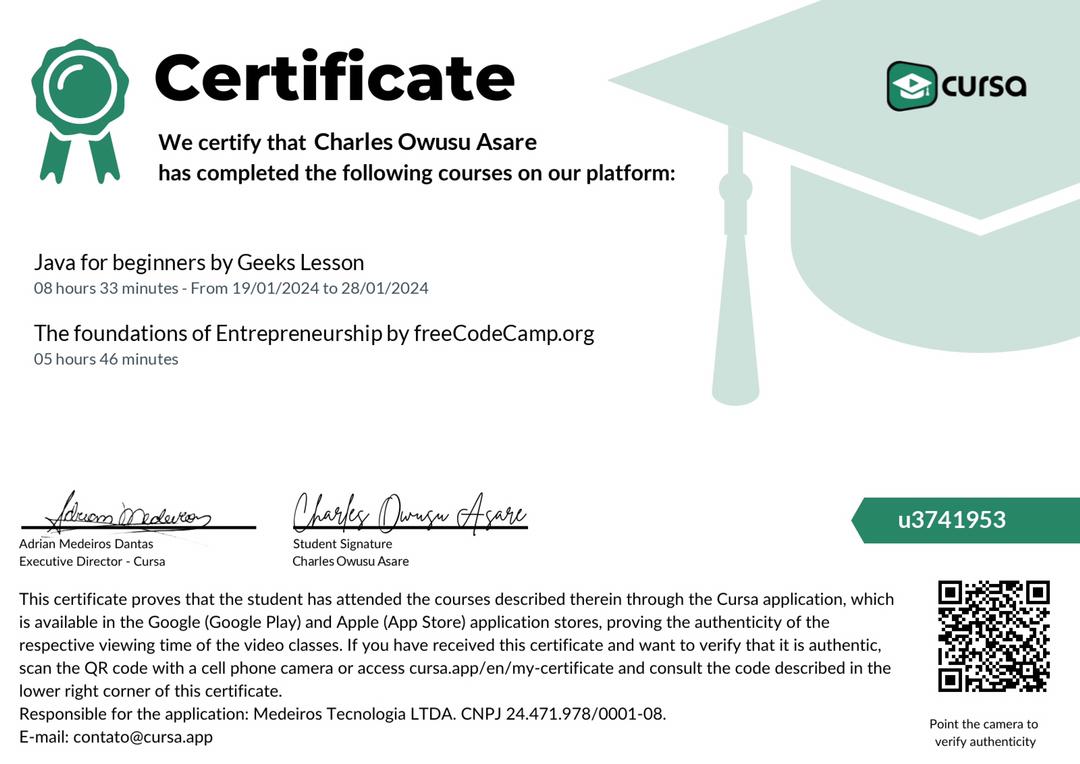 Certificate
cursa
We certify that Charles Owusu Asare
has completed the following courses on our platform:
Java for beginners by Geeks Lesson
08 hours 33 minutes - From 19/01/2024 to 28/01/2024
The foundations of Entrepreneurship by freeCodeCamp.org
05 hours 46 minutes
Adriam Medeiros
Charles Owusu Asare
u3741953
Adrian Medeiros Dantas
Executive Director - Cursa
Student Signature
Charles Owusu Asare
This certificate proves that the student has attended the courses described therein through the Cursa application, which
is available in the Google (Google Play) and Apple (App Store) application stores, proving the authenticity of the
respective viewing time of the video classes. If you have received this certificate and want to verify that it is authentic,
scan the QR code with a cell phone camera or access cursa.app/en/my-certificate and consult the code described in the
lower right corner of this certificate.
Responsible for the application: Medeiros Tecnologia LTDA. CNPJ 24.471.978/0001-08.
E-mail: contato@cursa.app
Point the camera to
verify authenticity